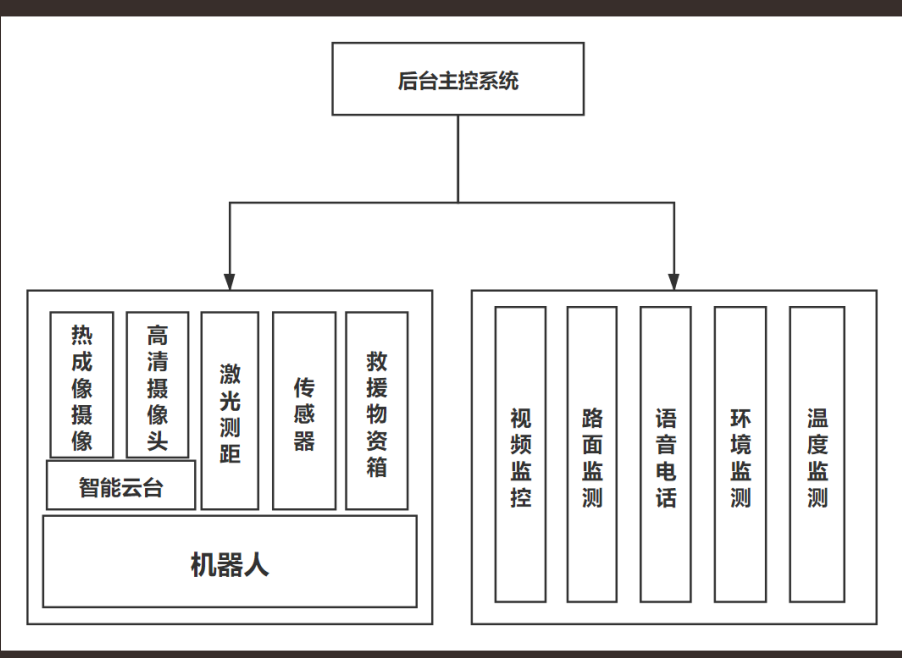 后台主控系统
热成像摄像
高清摄像头
激光测距
传感器
救援物资箱
智能云台
机器人
视频监控
路面监测
语音电话
环境监测
温度监测